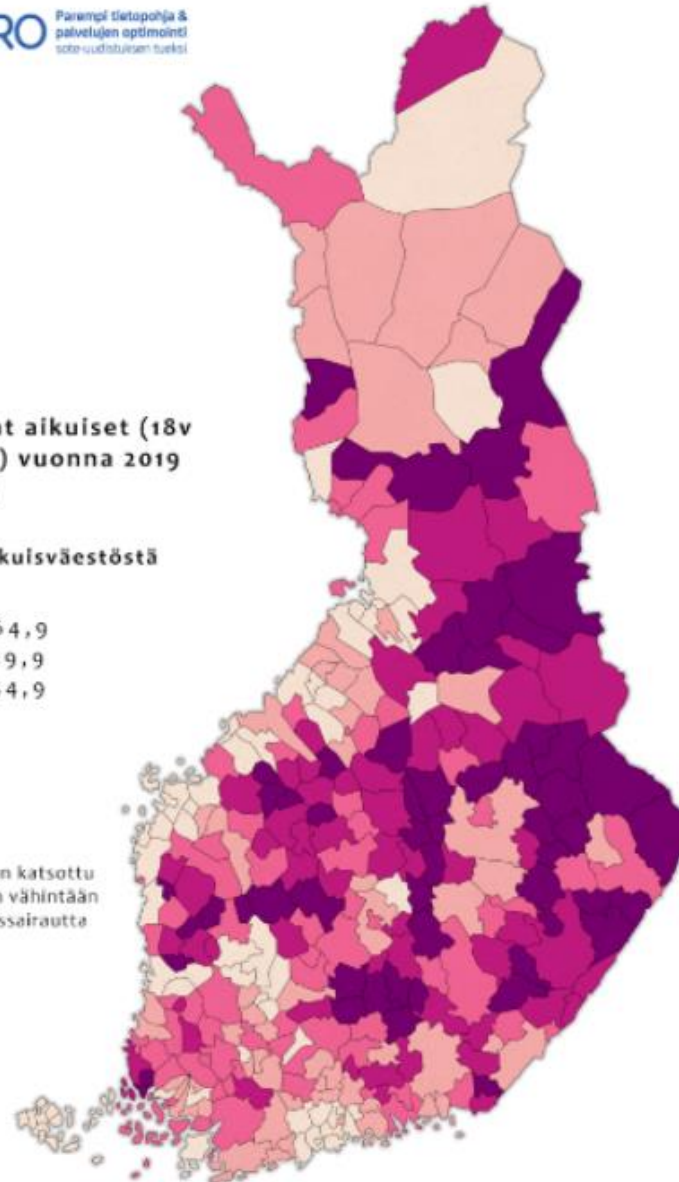 RO
Parempi tietopohja &
palvelujen optimointi
sote-uudistuksen tueksi
t aikuiset (18v
) vuonna 2019
kuisväestöstä
4,9
9,9
4,9
n katsottu
vähintään
ssairautta